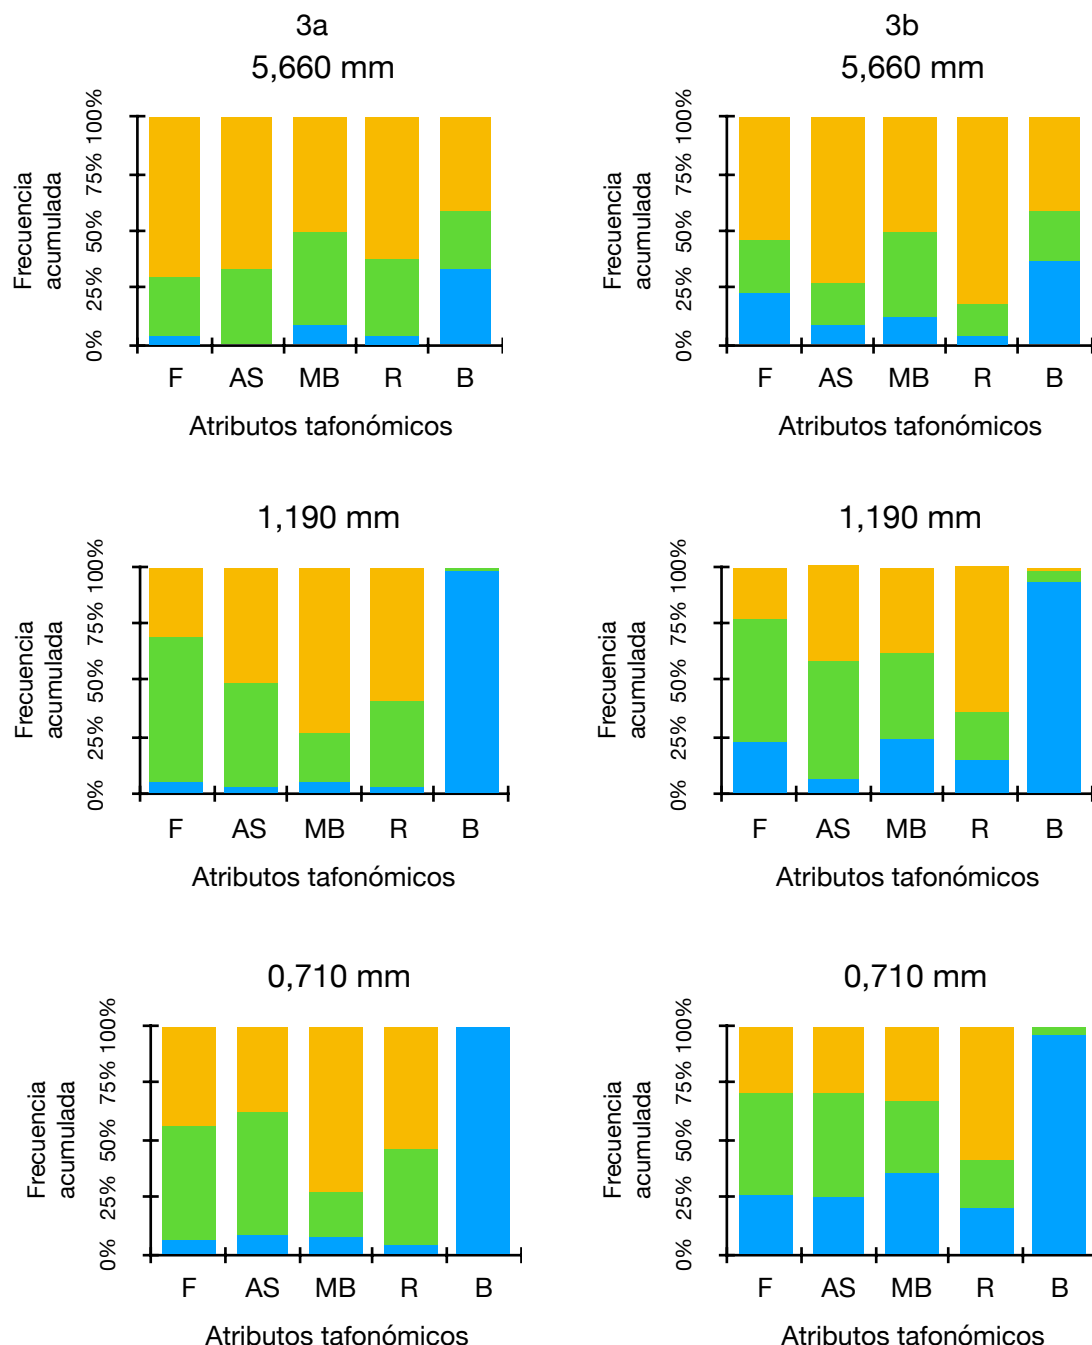 3a
5,660 mm
Frecuencia
acumulada
0%
25%
50%
75%
100%
F AS MB R B
Atributos tafonómicos
3b
5,660 mm
Frecuencia
acumulada
0%
25%
50%
75%
100%
F AS MB R B
Atributos tafonómicos
1,190 mm
Frecuencia
acumulada
0%
25%
50%
75%
100%
F AS MB R B
Atributos tafonómicos
1,190 mm
Frecuencia
acumulada
0%
25%
50%
75%
100%
F AS MB R B
Atributos tafonómicos
0,710 mm
Frecuencia
acumulada
0%
25%
50%
75%
100%
F AS MB R B
Atributos tafonómicos
0,710 mm
Frecuencia
acumulada
0%
25%
50%
75%
100%
F AS MB R B
Atributos tafonómicos